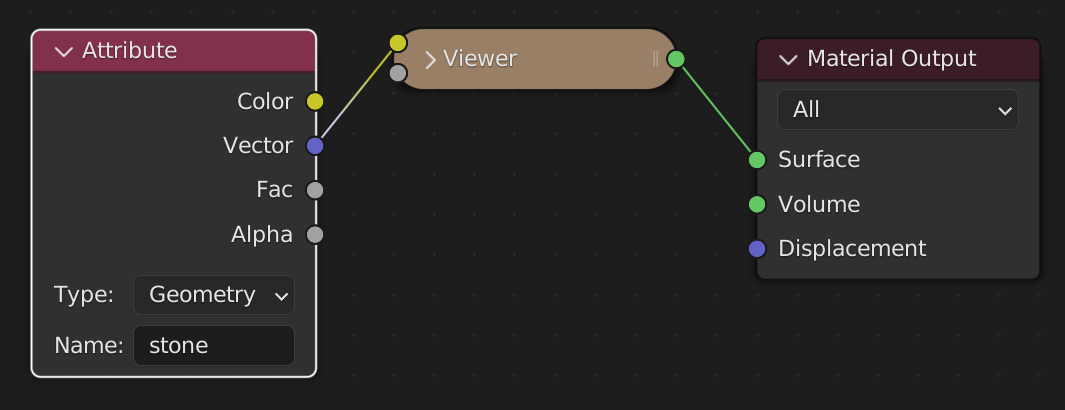 Attribute
Color
Vector
Fac
Alpha
Type: Geometry
Name: stone
Viewer
Material Output
All
Surface
Volume
Displacement